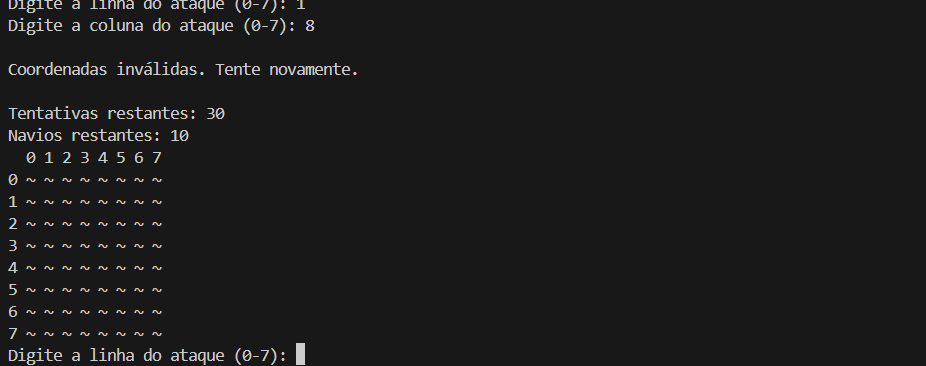 Digite a linha do ataque (0-7): 1
Digite a coluna do ataque (0-7): 8
Coordenadas inválidas. Tente novamente.
Tentativas restantes: 30
Navios restantes: 10
  0 1 2 3 4 5 6 7
0 ~ ~ ~ ~ ~ ~ ~ ~
1 ~ ~ ~ ~ ~ ~ ~ ~
2 ~ ~ ~ ~ ~ ~ ~ ~
3 ~ ~ ~ ~ ~ ~ ~ ~
4 ~ ~ ~ ~ ~ ~ ~ ~
5 ~ ~ ~ ~ ~ ~ ~ ~
6 ~ ~ ~ ~ ~ ~ ~ ~
7 ~ ~ ~ ~ ~ ~ ~ ~
Digite a linha do ataque (0-7):